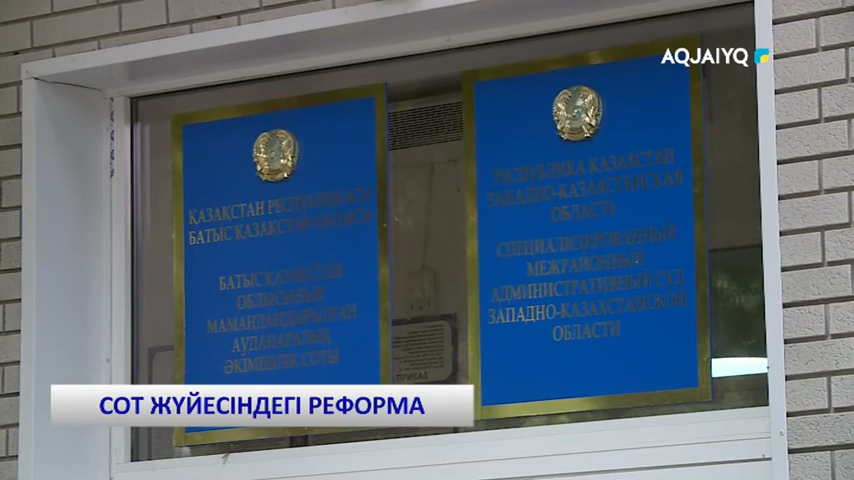 AQJAIYQ
ҚАЗАҚСТАН РЕСПУБЛИКАСЫ
БАТЫС ҚАЗАҚСТАН ОБЛЫСЫ
БАТЫС ҚАЗАҚСТАН
ОБЛЫСЫНЫҢ
МАМАНДАНДЫРЫЛҒАН
АУДАНАРАЛЫҚ
ӘКІМШІЛІК СОТЫ
РЕСПУБЛИКА КАЗАХСТАН
ЗАПАДНО-КАЗАХСТАНСКАЯ
ОБЛАСТЬ
СПЕЦИАЛИЗИРОВАННЫЙ
МЕЖРАЙОННЫЙ
АДМИНИСТРАТИВНЫЙ СУД
ЗАПАДНО-КАЗАХСТАНСКОЙ
ОБЛАСТИ
ПРИКАЗ
СОТ ЖҮЙЕСІНДЕГІ РЕФОРМА